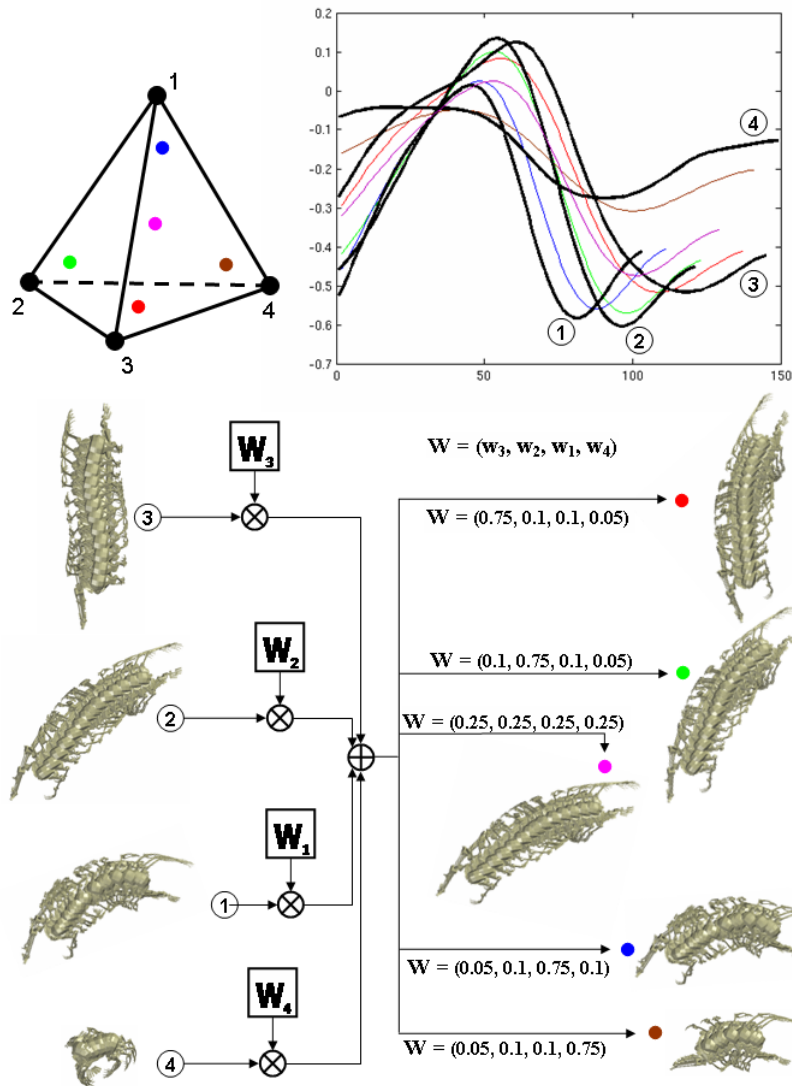 1
2
3
4
0.2
0.1
0
-0.1
-0.2
-0.3
-0.4
-0.5
-0.6
-0.7
0
50
100
150
4
3
1
2
W3
W = (w3, w2, w1, w4)
3
W = (0.75, 0.1, 0.1, 0.05)
W2
W = (0.1, 0.75, 0.1, 0.05)
2
W = (0.25, 0.25, 0.25, 0.25)
W1
1
W = (0.05, 0.1, 0.75, 0.1)
W4
4
W = (0.05, 0.1, 0.1, 0.75)